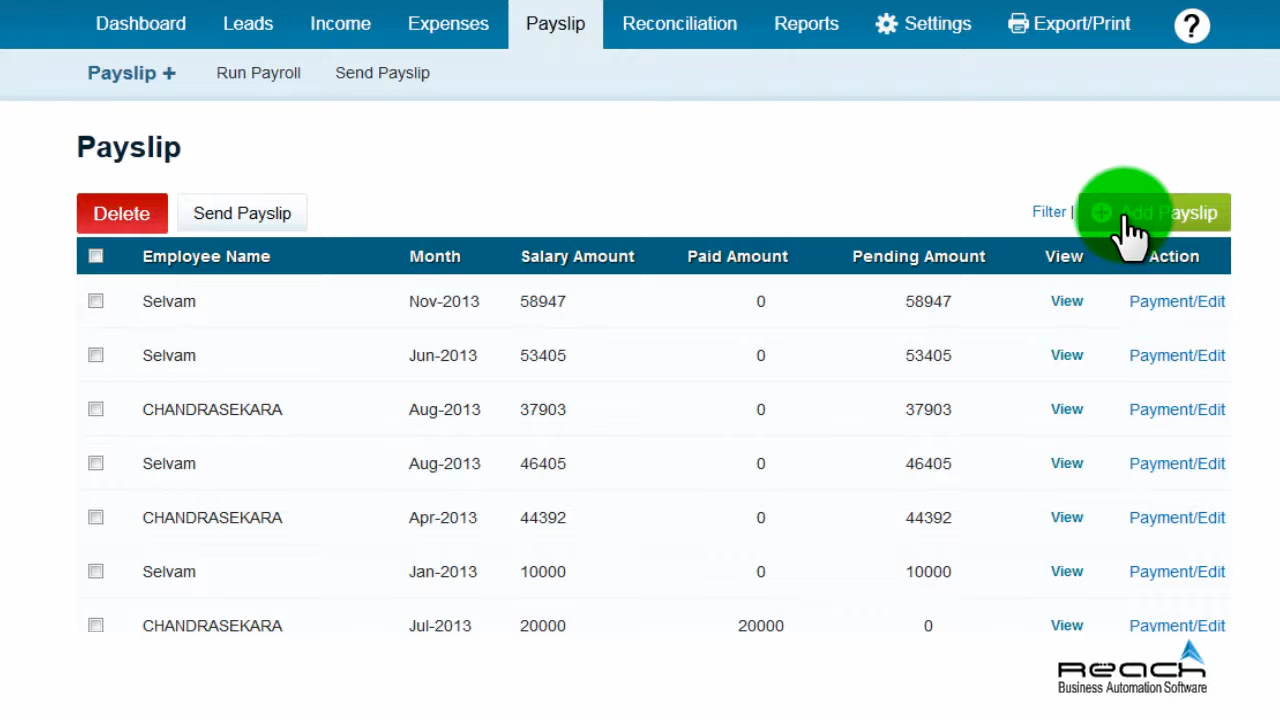 Dashboard Leads Income Expenses Payslip Reconciliation Reports Settings Export/Print ?
Payslip + Run Payroll Send Payslip
Payslip
Delete Send Payslip Filter | Add Payslip
Employee Name Month Salary Amount Paid Amount Pending Amount View Action
Selvam Nov-2013 58947 0 58947 View Payment/Edit
Selvam Jun-2013 53405 0 53405 View Payment/Edit
CHANDRASEKARA Aug-2013 37903 0 37903 View Payment/Edit
Selvam Aug-2013 46405 0 46405 View Payment/Edit
CHANDRASEKARA Apr-2013 44392 0 44392 View Payment/Edit
Selvam Jan-2013 10000 0 10000 View Payment/Edit
CHANDRASEKARA Jul-2013 20000 20000 0 View Payment/Edit
Reach
Business Automation Software